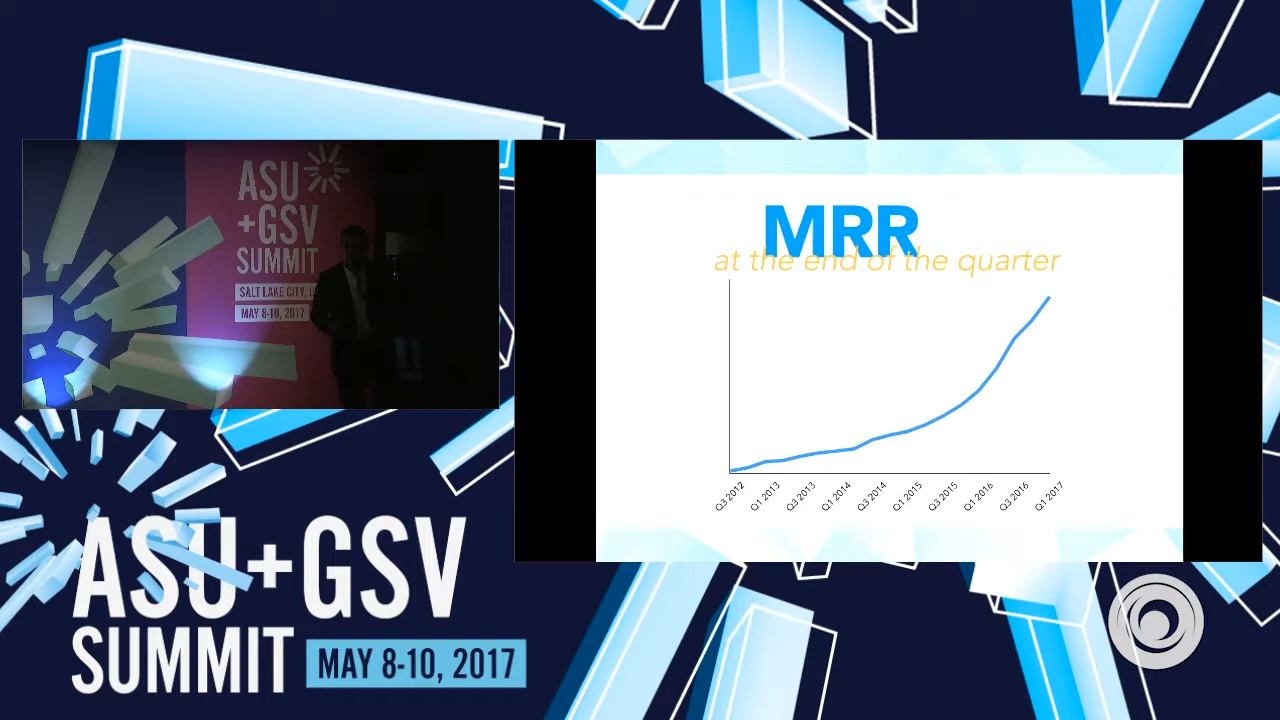 ASU
+GSV
SUMMIT
SALT LAKE CITY,
MAY 8-10, 2017
MRR
at the end of the quarter
Q3 2012
Q1 2013
Q3 2013
Q1 2014
Q3 2014
Q1 2015
Q3 2015
Q1 2016
Q3 2016
Q1 2017
ASU+GSV
SUMMIT
MAY 8-10, 2017